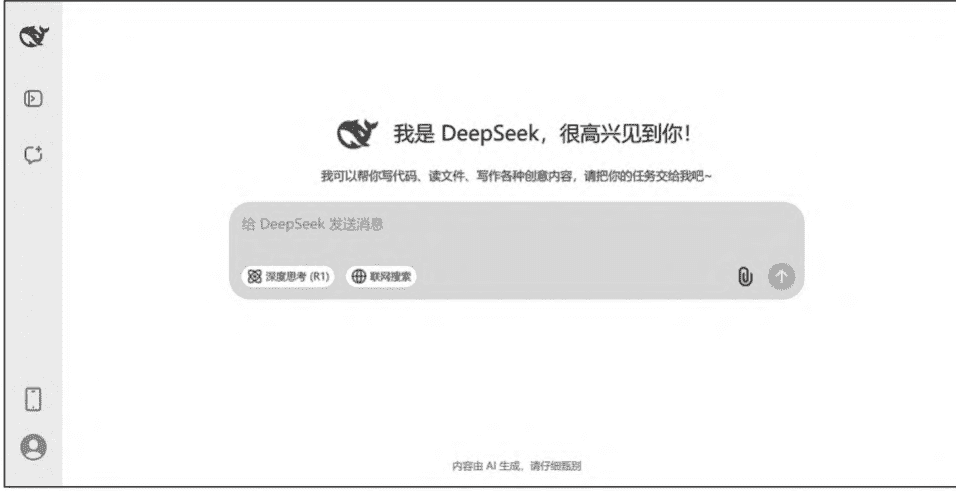 我是 DeepSeek，很高兴见到你！
我可以帮你写代码、读文件、写作各种创意内容，请把你的任务交给我吧~
给 DeepSeek 发送消息
深度思考 (R1) 联网搜索
内容由 AI 生成，请仔细甄别